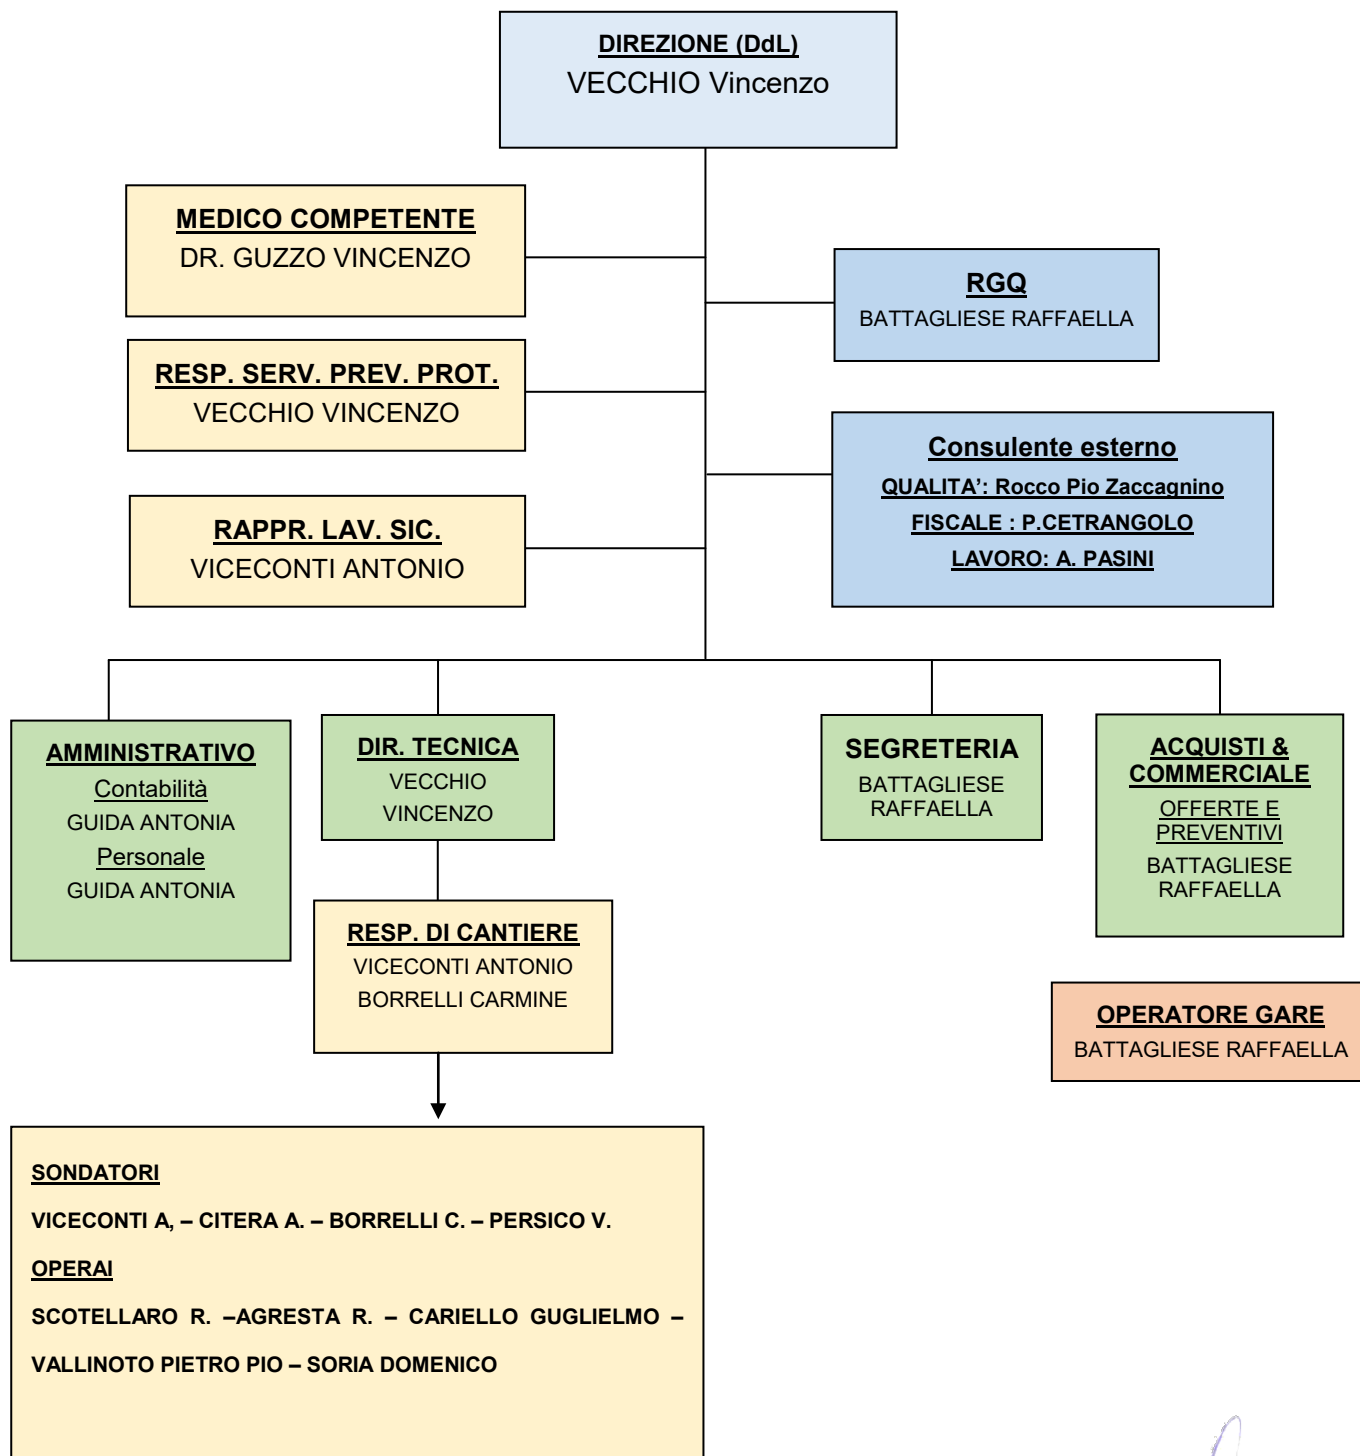 DIREZIONE (DdL)
VECCHIO Vincenzo
MEDICO COMPETENTE
DR. GUZZO VINCENZO
RGQ
BATTAGLIESE RAFFAELLA
RESP. SERV. PREV. PROT.
VECCHIO VINCENZO
Consulente esterno
QUALITA’: Rocco Pio Zaccagnino
FISCALE : P.CETRANGOLO
LAVORO: A. PASINI
RAPPR. LAV. SIC.
VICECONTI ANTONIO
AMMINISTRATIVO
Contabilità
GUIDA ANTONIA
Personale
GUIDA ANTONIA
DIR. TECNICA
VECCHIO
VINCENZO
SEGRETERIA
BATTAGLIESE
RAFFAELLA
ACQUISTI &
COMMERCIALE
OFFERTE E
PREVENTIVI
BATTAGLIESE
RAFFAELLA
RESP. DI CANTIERE
VICECONTI ANTONIO
BORRELLI CARMINE
OPERATORE GARE
BATTAGLIESE RAFFAELLA
SONDATORI
VICECONTI A, – CITERA A. – BORRELLI C. – PERSICO V.
OPERAI
SCOTELLARO R. –AGRESTA R. – CARIELLO GUGLIELMO –
VALLINOTO PIETRO PIO – SORIA DOMENICO